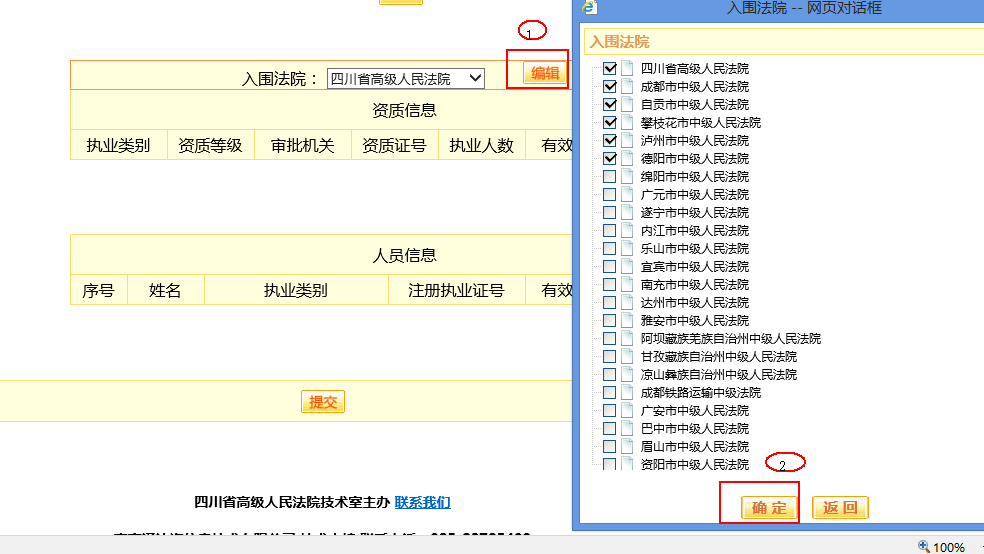 1
入围法院： 四川省高级人民法院 编辑
资质信息
执业类别 资质等级 审批机关 资质证号 执业人数 有效
人员信息
序号 姓名 执业类别 注册执业证号 有效
提交
四川省高级人民法院技术室主办 联系我们
入围法院 -- 网页对话框
入围法院
四川省高级人民法院
成都市中级人民法院
自贡市中级人民法院
攀枝花市中级人民法院
泸州市中级人民法院
德阳市中级人民法院
绵阳市中级人民法院
广元市中级人民法院
遂宁市中级人民法院
内江市中级人民法院
乐山市中级人民法院
宜宾市中级人民法院
南充市中级人民法院
达州市中级人民法院
雅安市中级人民法院
阿坝藏族羌族自治州中级人民法院
甘孜藏族自治州中级人民法院
凉山彝族自治州中级人民法院
成都铁路运输中级法院
广安市中级人民法院
巴中市中级人民法院
眉山市中级人民法院
资阳市中级人民法院
2
确 定 返 回
100%